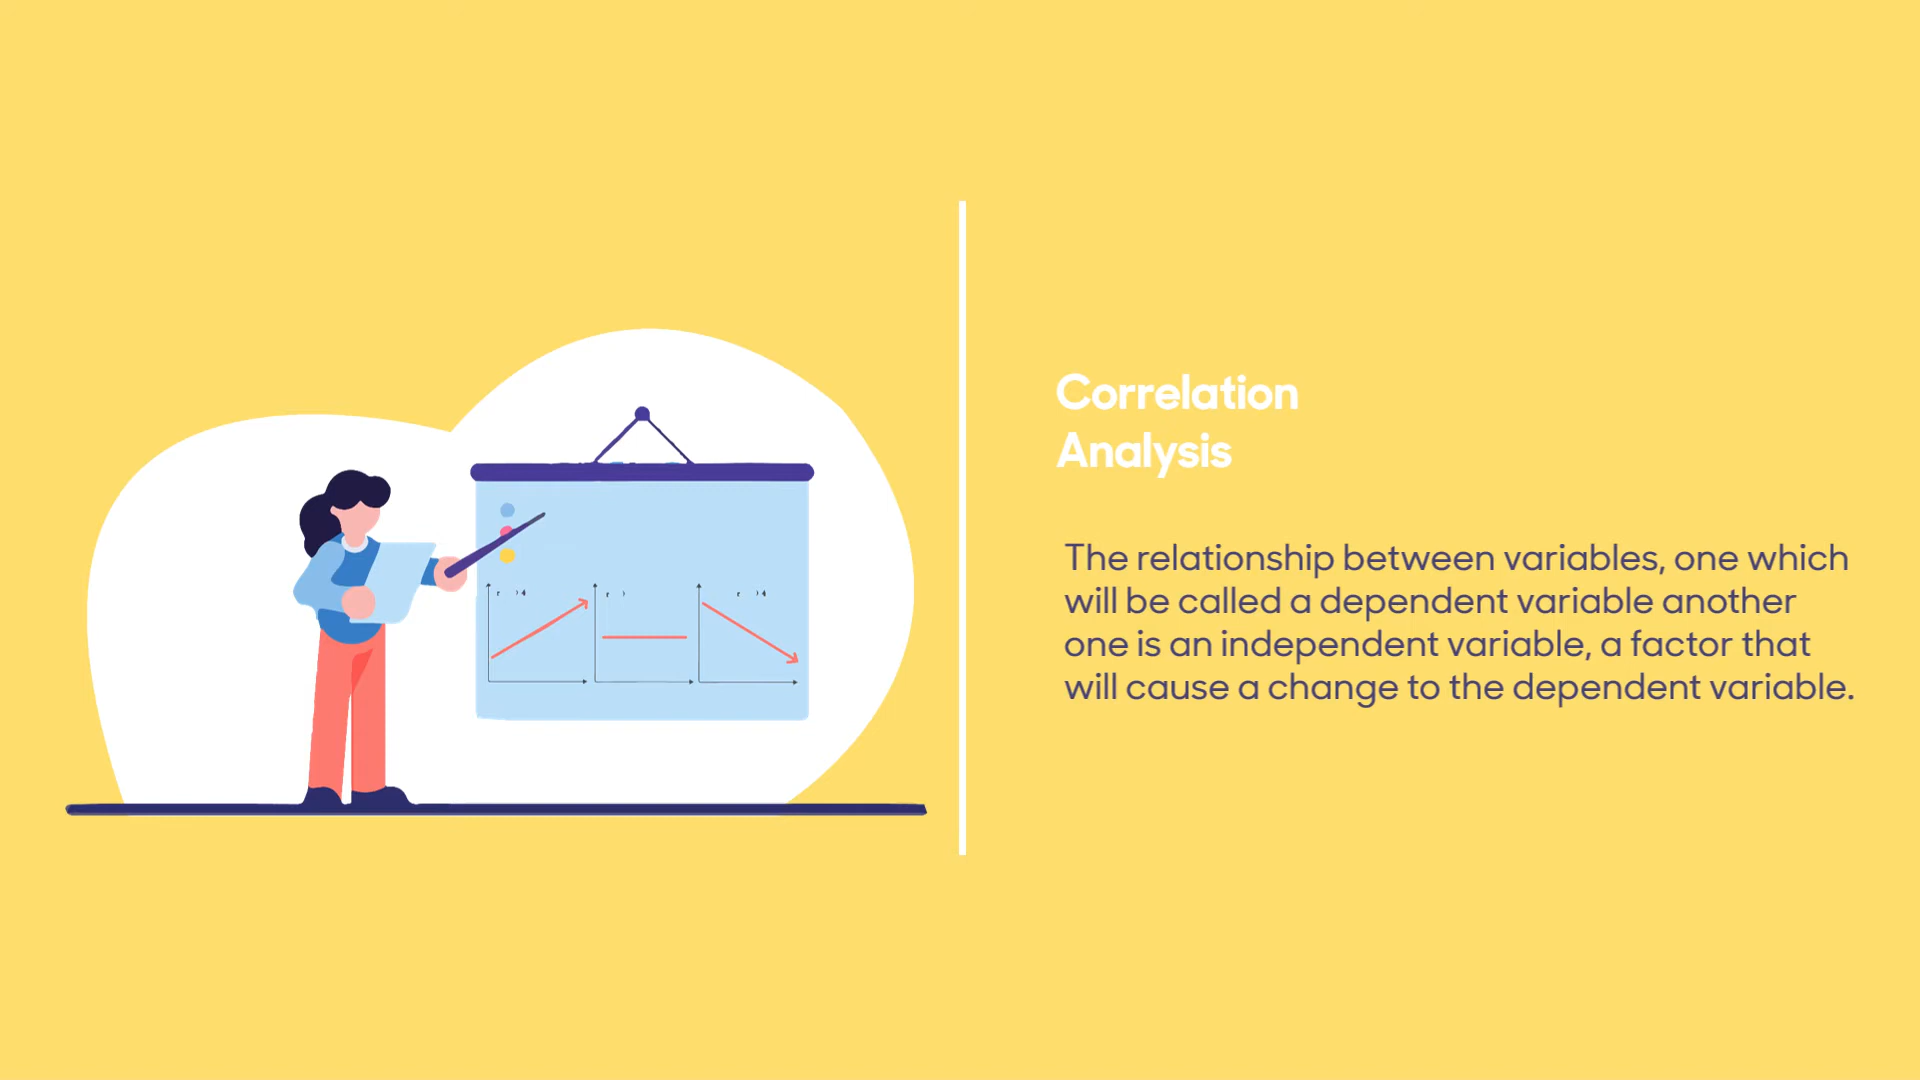 Correlation
Analysis
The relationship between variables, one which
will be called a dependent variable another
one is an independent variable, a factor that
will cause a change to the dependent variable.